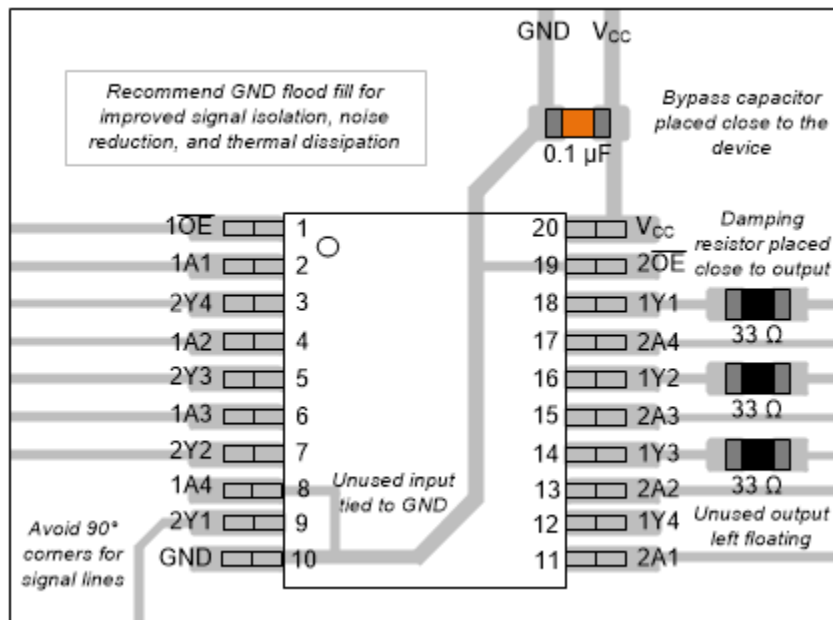 GND V_CC
Recommend GND flood fill for
improved signal isolation, noise
reduction, and thermal dissipation
Bypass capacitor
placed close to the
device
0.1 µF
1O̅E̅ 1
1A1 2
2Y4 3
1A2 4
2Y3 5
1A3 6
2Y2 7
1A4 8
2Y1 9
GND 10
20 V_CC
19 2O̅E̅
18 1Y1
17 2A4
16 1Y2
15 2A3
14 1Y3
13 2A2
12 1Y4
11 2A1
Damping
resistor placed
close to output
33 Ω
33 Ω
33 Ω
Unused input
tied to GND
Unused output
left floating
Avoid 90°
corners for
signal lines